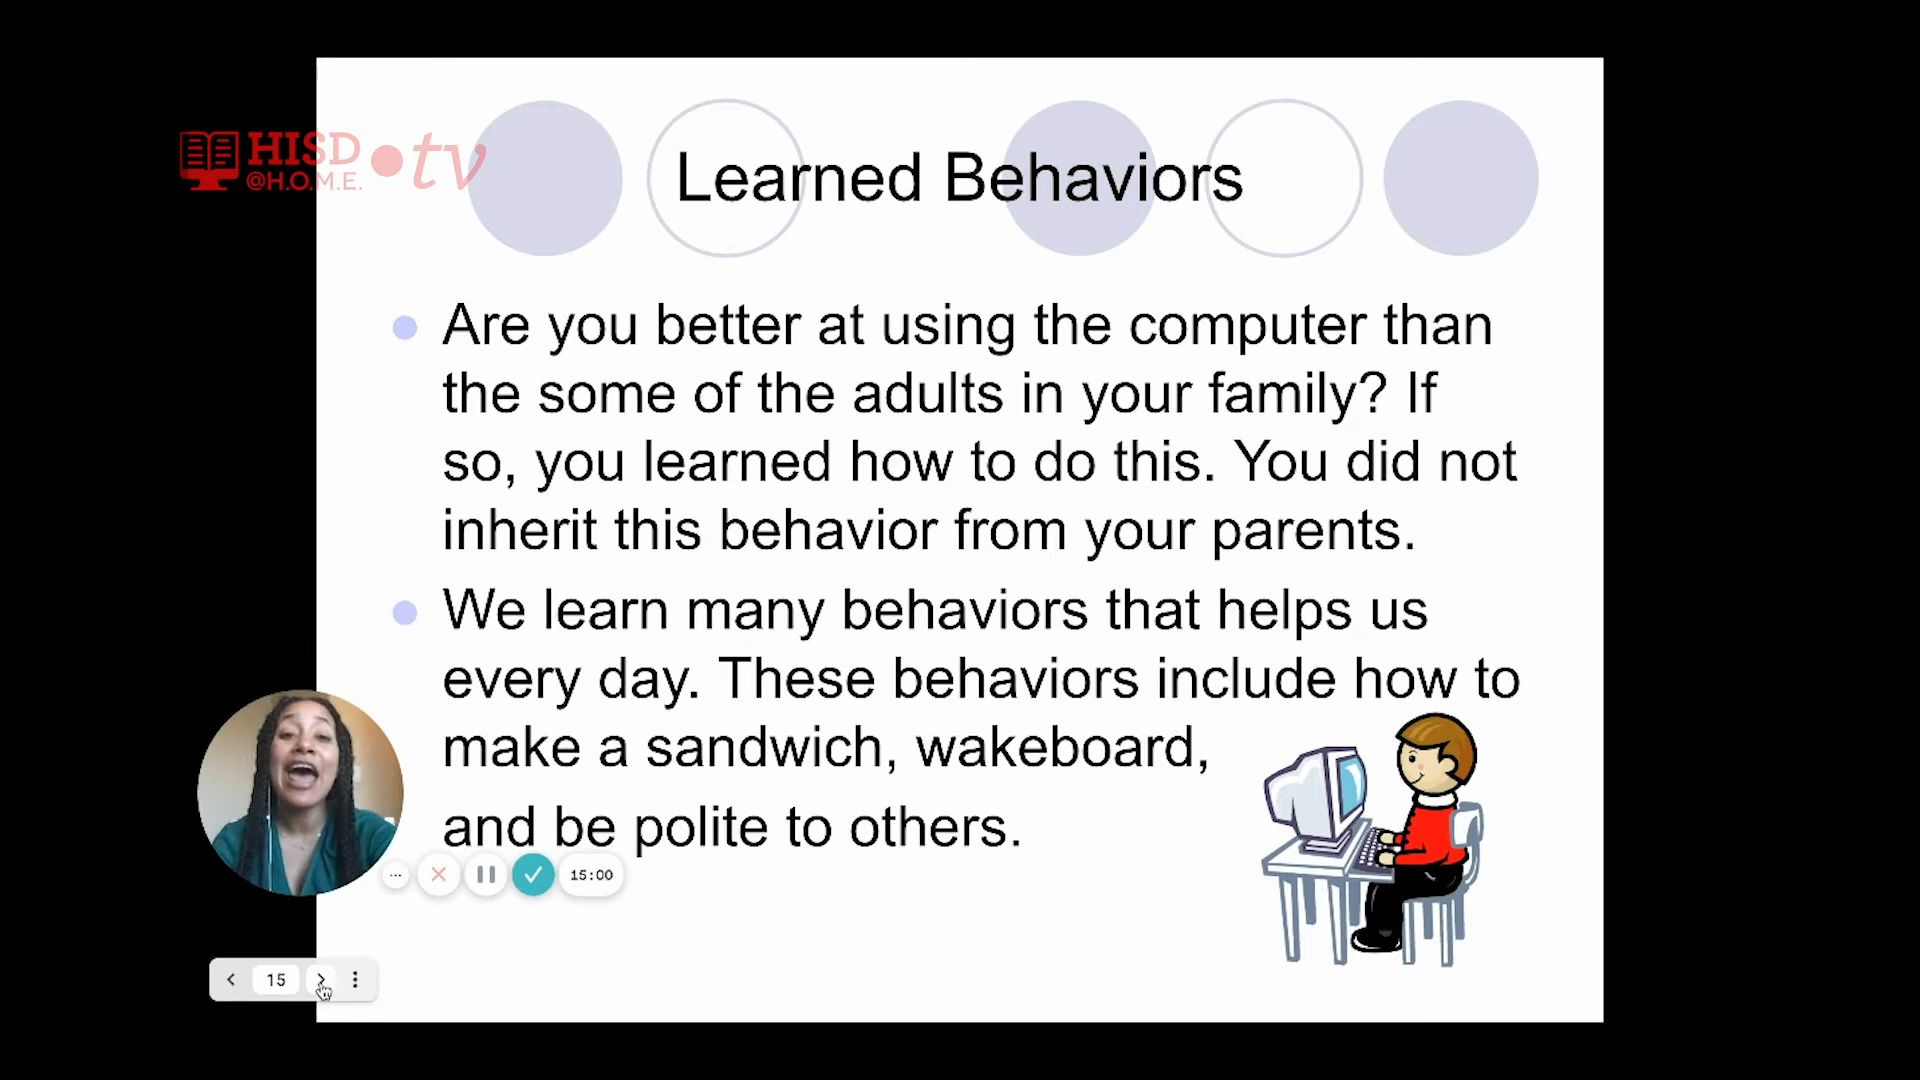 HISD
@H.O.M.E.
tv
Learned Behaviors
Are you better at using the computer than
the some of the adults in your family? If
so, you learned how to do this. You did not
inherit this behavior from your parents.
We learn many behaviors that helps us
every day. These behaviors include how to
make a sandwich, wakeboard,
and be polite to others.
15:00
15